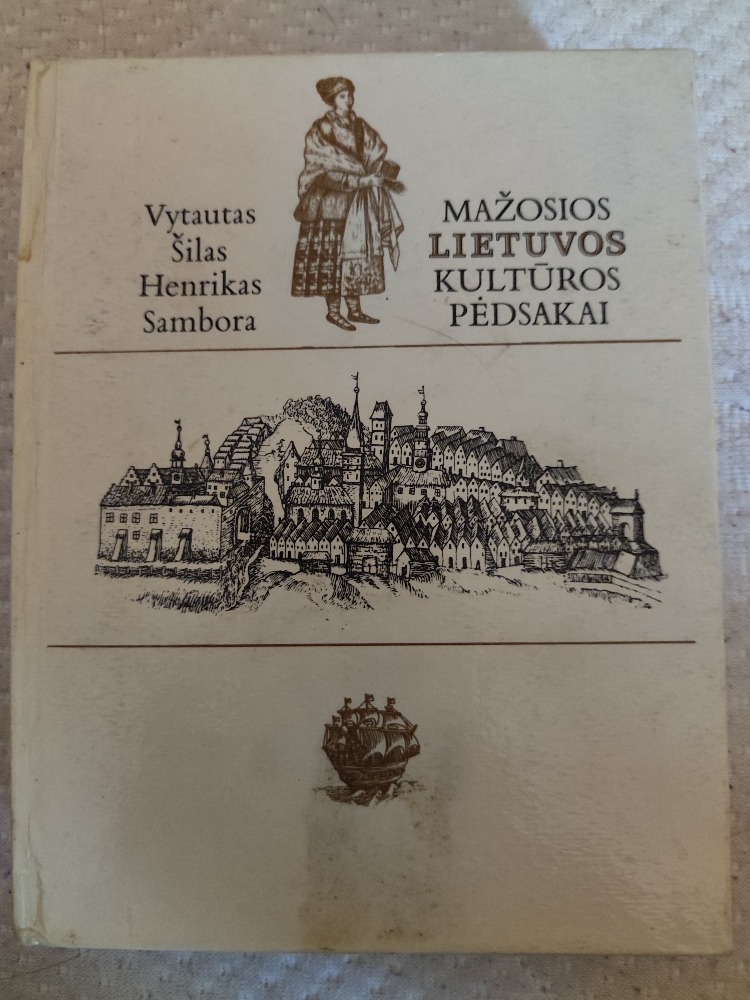 Vytautas
Šilas
Henrikas
Sambora
MAŽOSIOS
LIETUVOS
KULTŪROS
PĖDSAKAI